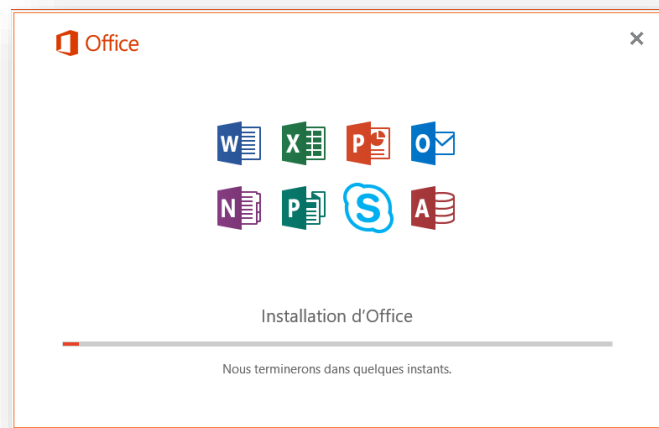 Office
W X P O
N P S A
Installation d'Office
Nous terminerons dans quelques instants.